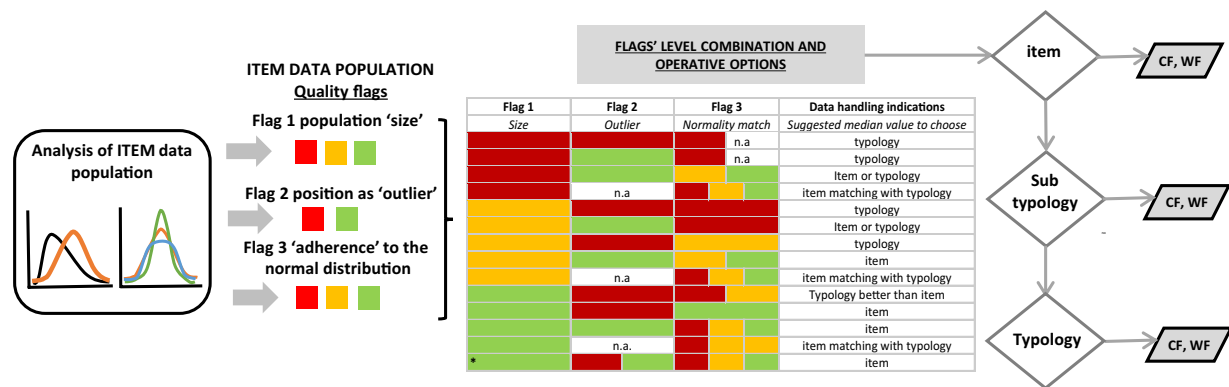 Analysis of ITEM data
population
ITEM DATA POPULATION
Quality flags
Flag 1 population ‘size’
Flag 2 position as ‘outlier’
Flag 3 ‘adherence’ to the
normal distribution
FLAGS’ LEVEL COMBINATION AND
OPERATIVE OPTIONS
Flag 1 Flag 2 Flag 3 Data handling indications
Size Outlier Normality match Suggested median value to choose
n.a typology
n.a typology
Item or typology
n.a item matching with typology
typology
Item or typology
typology
item
n.a item matching with typology
Typology better than item
item
item
n.a. item matching with typology
* item
item
CF, WF
Sub
typology
CF, WF
Typology
CF, WF